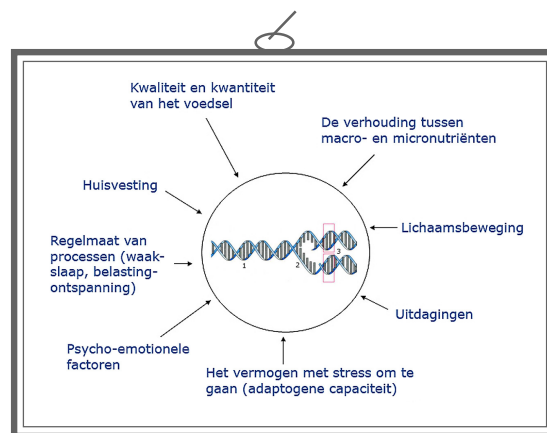 Kwaliteit en kwantiteit
van het voedsel
De verhouding tussen
macro- en micronutriënten
Huisvesting
Lichaamsbeweging
Regelmaat van
processen (waak-
slaap, belasting-
ontspanning)
1
2
3
Uitdagingen
Psycho-emotionele
factoren
Het vermogen met stress om te
gaan (adaptogene capaciteit)